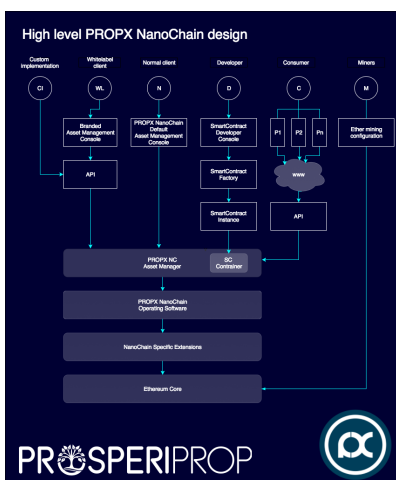 High level PROPX NanoChain design
Custom
implementation
Whitelabel
client
Normal client
Developer
Consumer
Miners
CI
WL
N
D
C
M
Branded
Asset Management
Console
PROPX NanoChain
Default
Asset Management
Console
SmartContract
Developer
Console
P1
P2
Pn
Ether mining
configuration
API
SmartContract
Factory
www
SmartContract
Instance
API
PROPX NC
Asset Manager
SC
Contrainer
PROPX NanoChain
Operating Software
NanoChain Specific Extensions
Ethereum Core
PROSPERIPROP